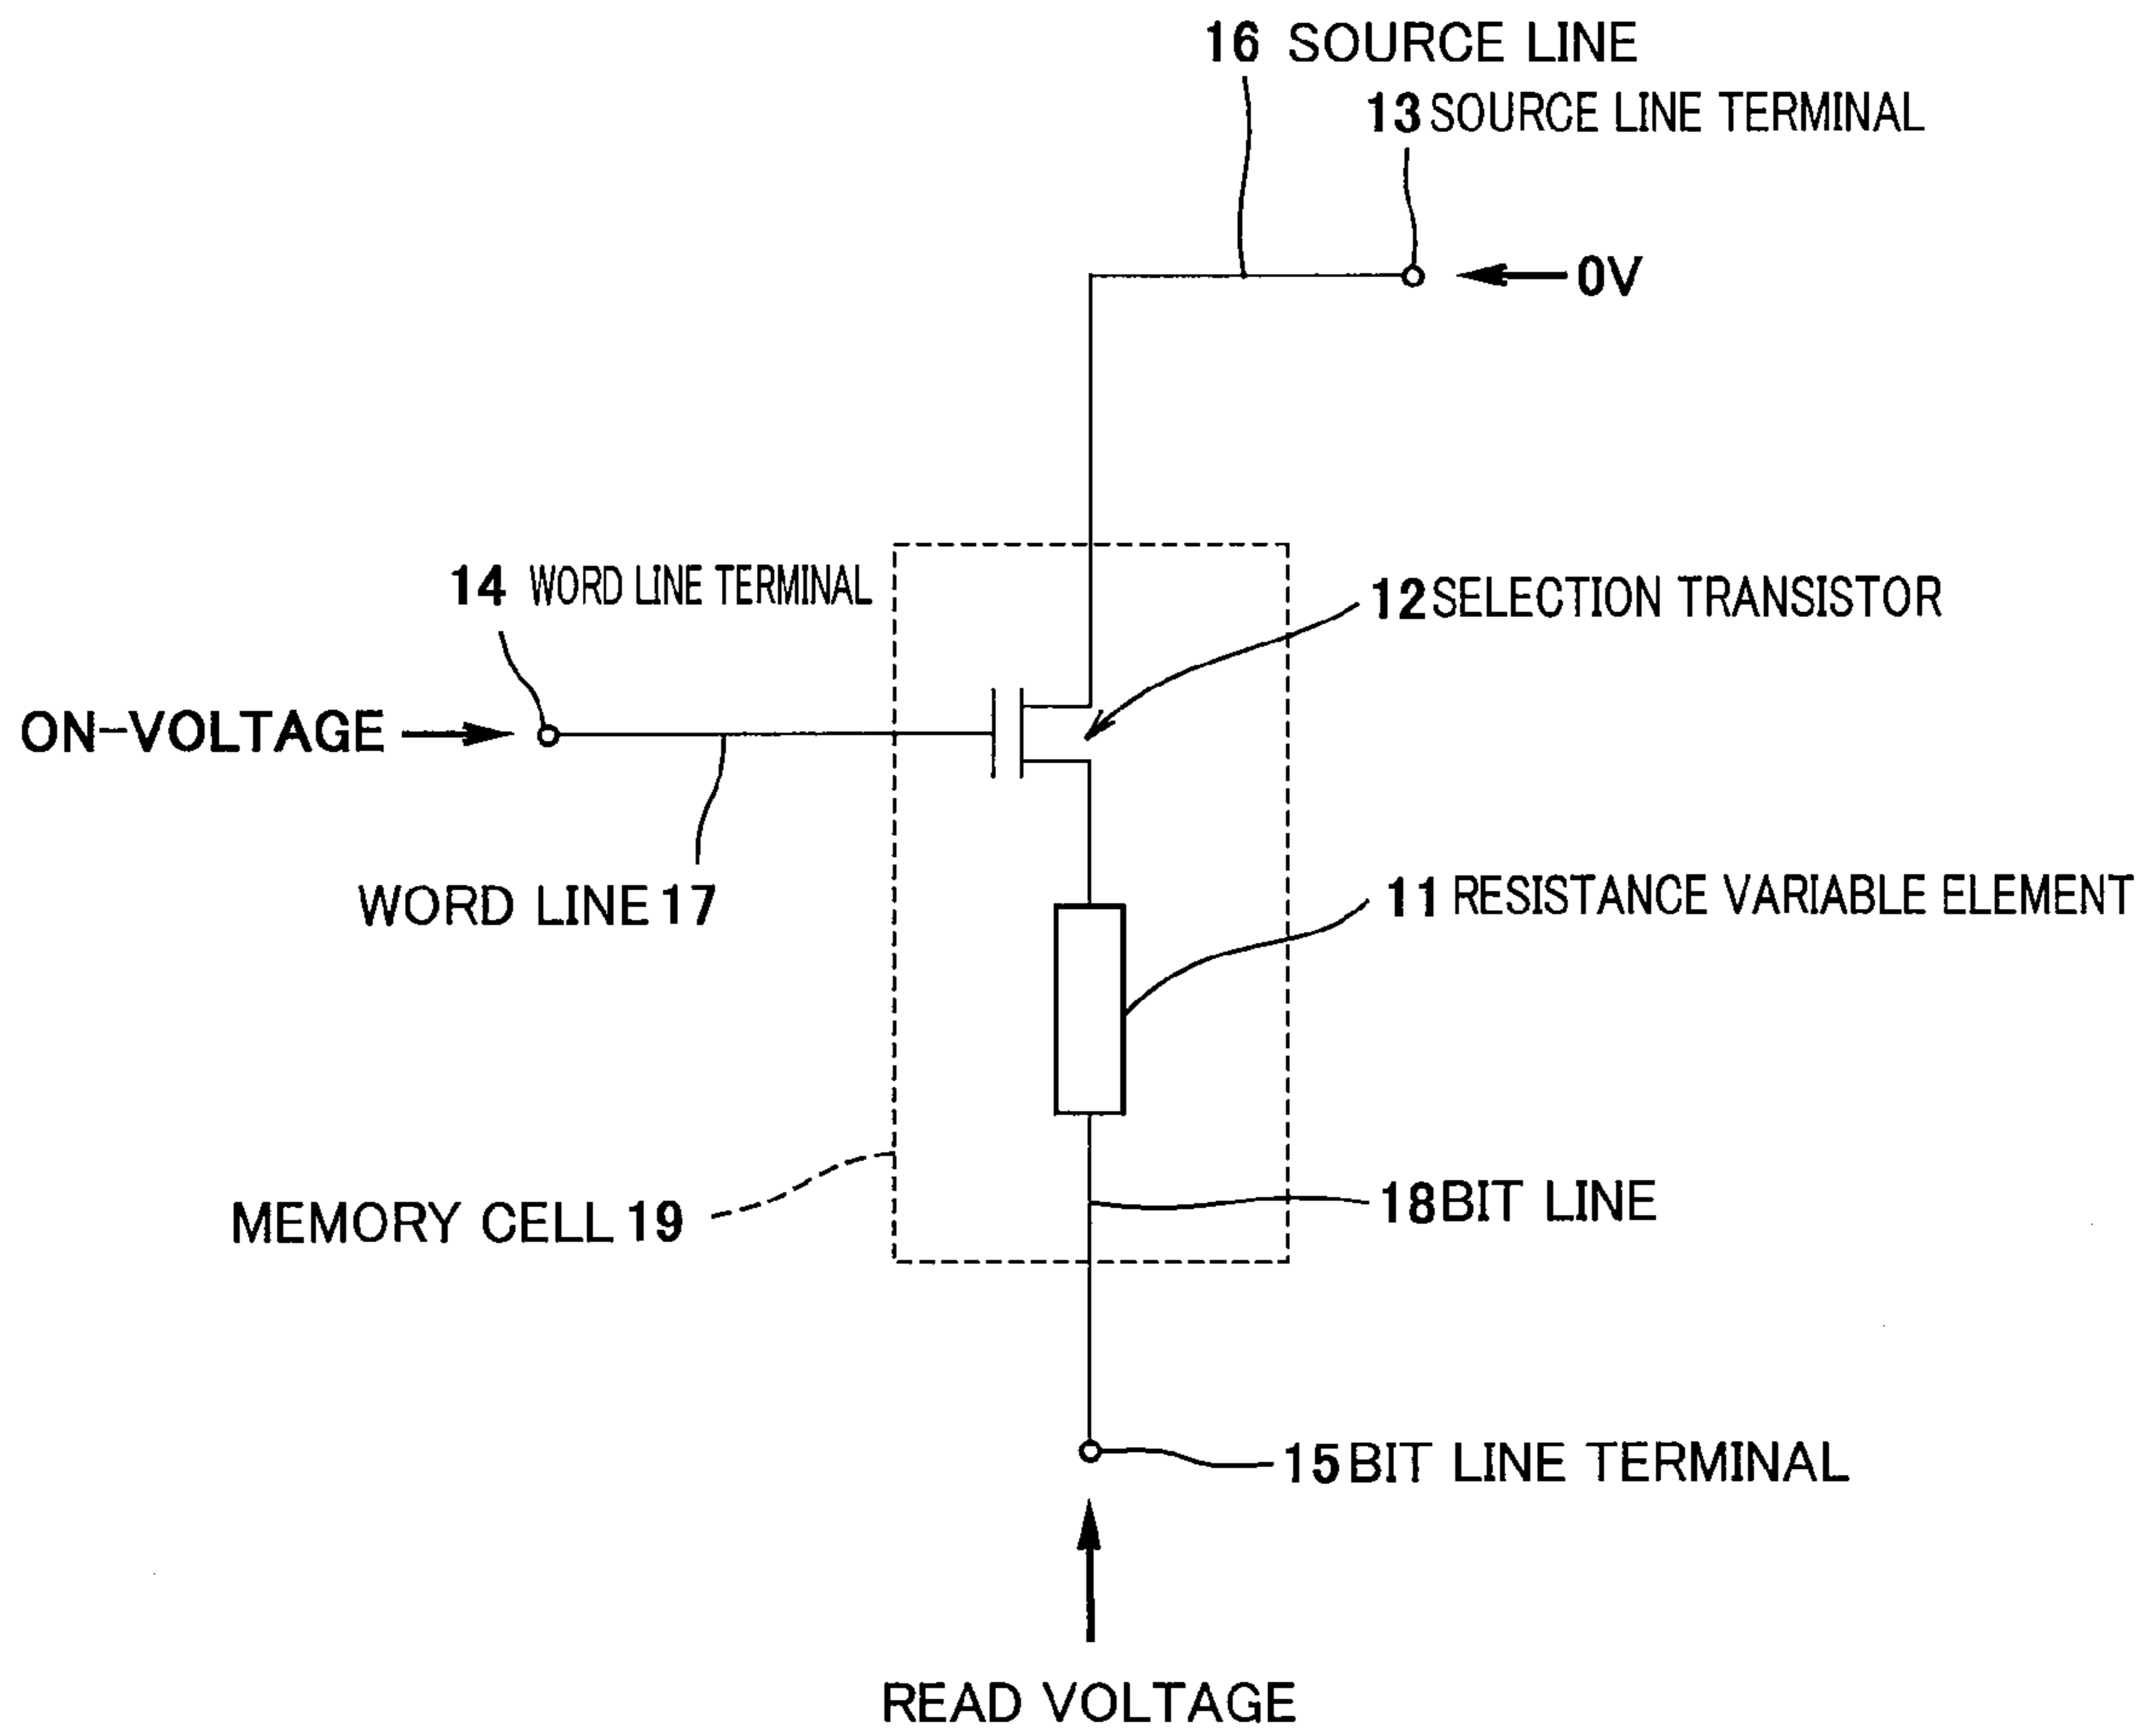 16 SOURCE LINE
13 SOURCE LINE TERMINAL
0V
14 WORD LINE TERMINAL
12 SELECTION TRANSISTOR
ON-VOLTAGE
WORD LINE 17
11 RESISTANCE VARIABLE ELEMENT
MEMORY CELL 19
18 BIT LINE
15 BIT LINE TERMINAL
READ VOLTAGE